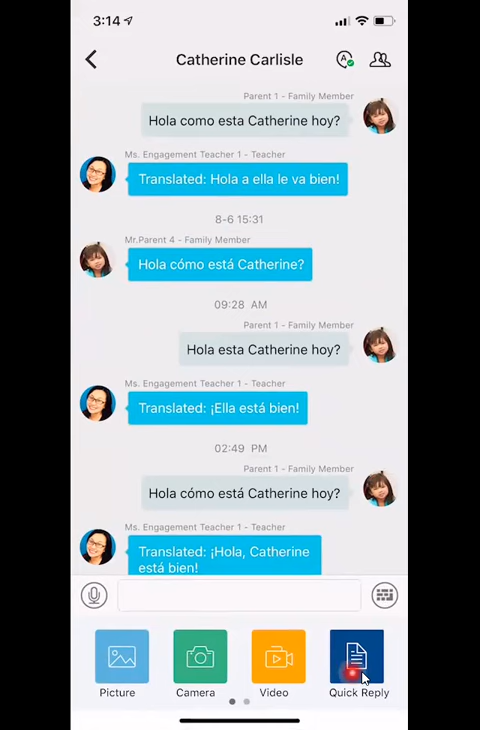 3:14
Catherine Carlisle
A
Parent 1 - Family Member
Hola como esta Catherine hoy?
Ms. Engagement Teacher 1 - Teacher
Translated: Hola a ella le va bien!
8-6 15:31
Mr.Parent 4 - Family Member
Hola cómo está Catherine?
09:28 AM
Parent 1 - Family Member
Hola esta Catherine hoy?
Ms. Engagement Teacher 1 - Teacher
Translated: ¡Ella está bien!
02:49 PM
Parent 1 - Family Member
Hola cómo está Catherine hoy?
Ms. Engagement Teacher 1 - Teacher
Translated: ¡Hola, Catherine
está bien!
Picture Camera Video Quick Reply